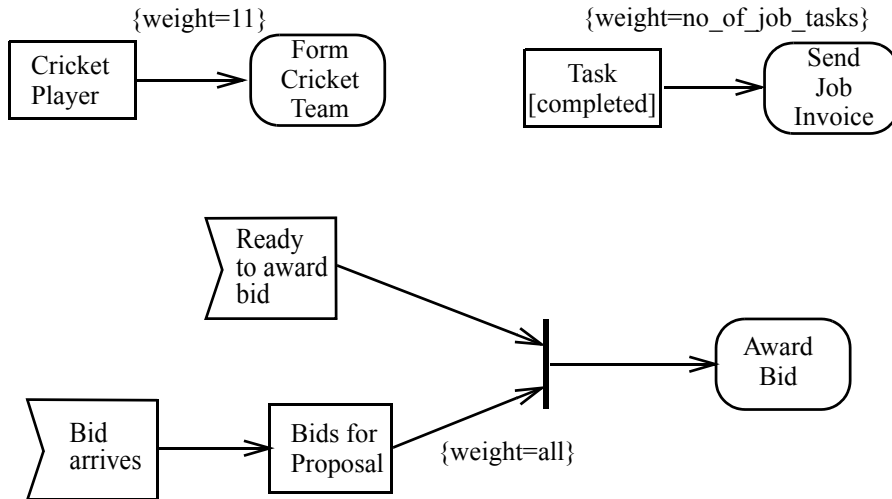 {weight=11}
Cricket
Player
Form
Cricket
Team
{weight=no_of_job_tasks}
Task
[completed]
Send
Job
Invoice
Ready
to award
bid
Award
Bid
Bid
arrives
Bids for
Proposal
{weight=all}